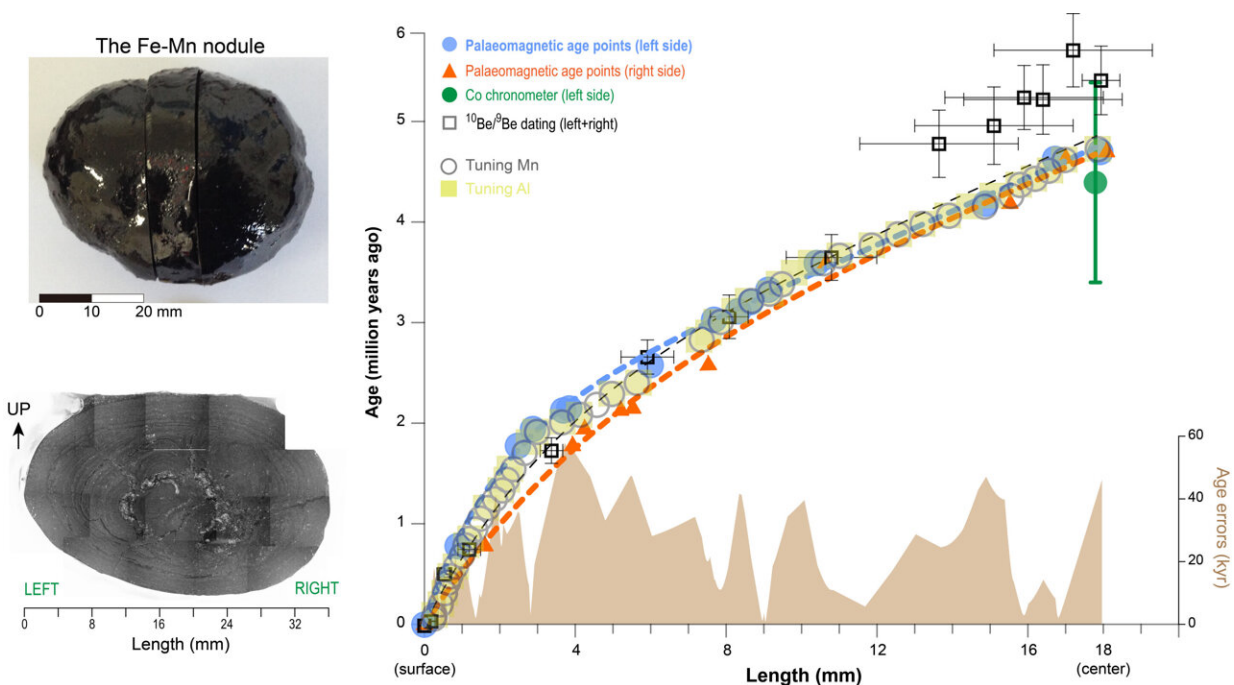 The Fe-Mn nodule
0 10 20 mm
UP
LEFT RIGHT
0 8 16 24 32 36
Length (mm)
Palaeomagnetic age points (left side)
Palaeomagnetic age points (right side)
Co chronometer (left side)
¹⁰Be/⁹Be dating (left+right)
Tuning Mn
Tuning Al
Age (million years ago)
6
5
4
3
2
1
0
0 4 8 12 16 18 20
(surface) (center)
Length (mm)
60
40
20
0
Age errors (kyr)